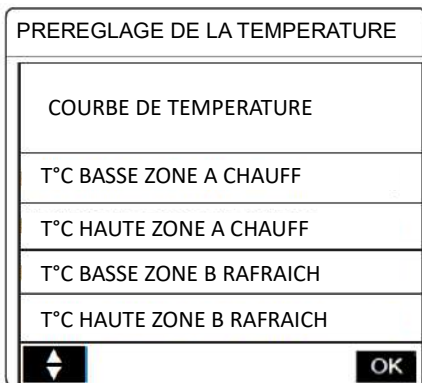 PREREGLAGE DE LA TEMPERATURE
COURBE DE TEMPERATURE
T°C BASSE ZONE A CHAUFF
T°C HAUTE ZONE A CHAUFF
T°C BASSE ZONE B RAFRAICH
T°C HAUTE ZONE B RAFRAICH
OK